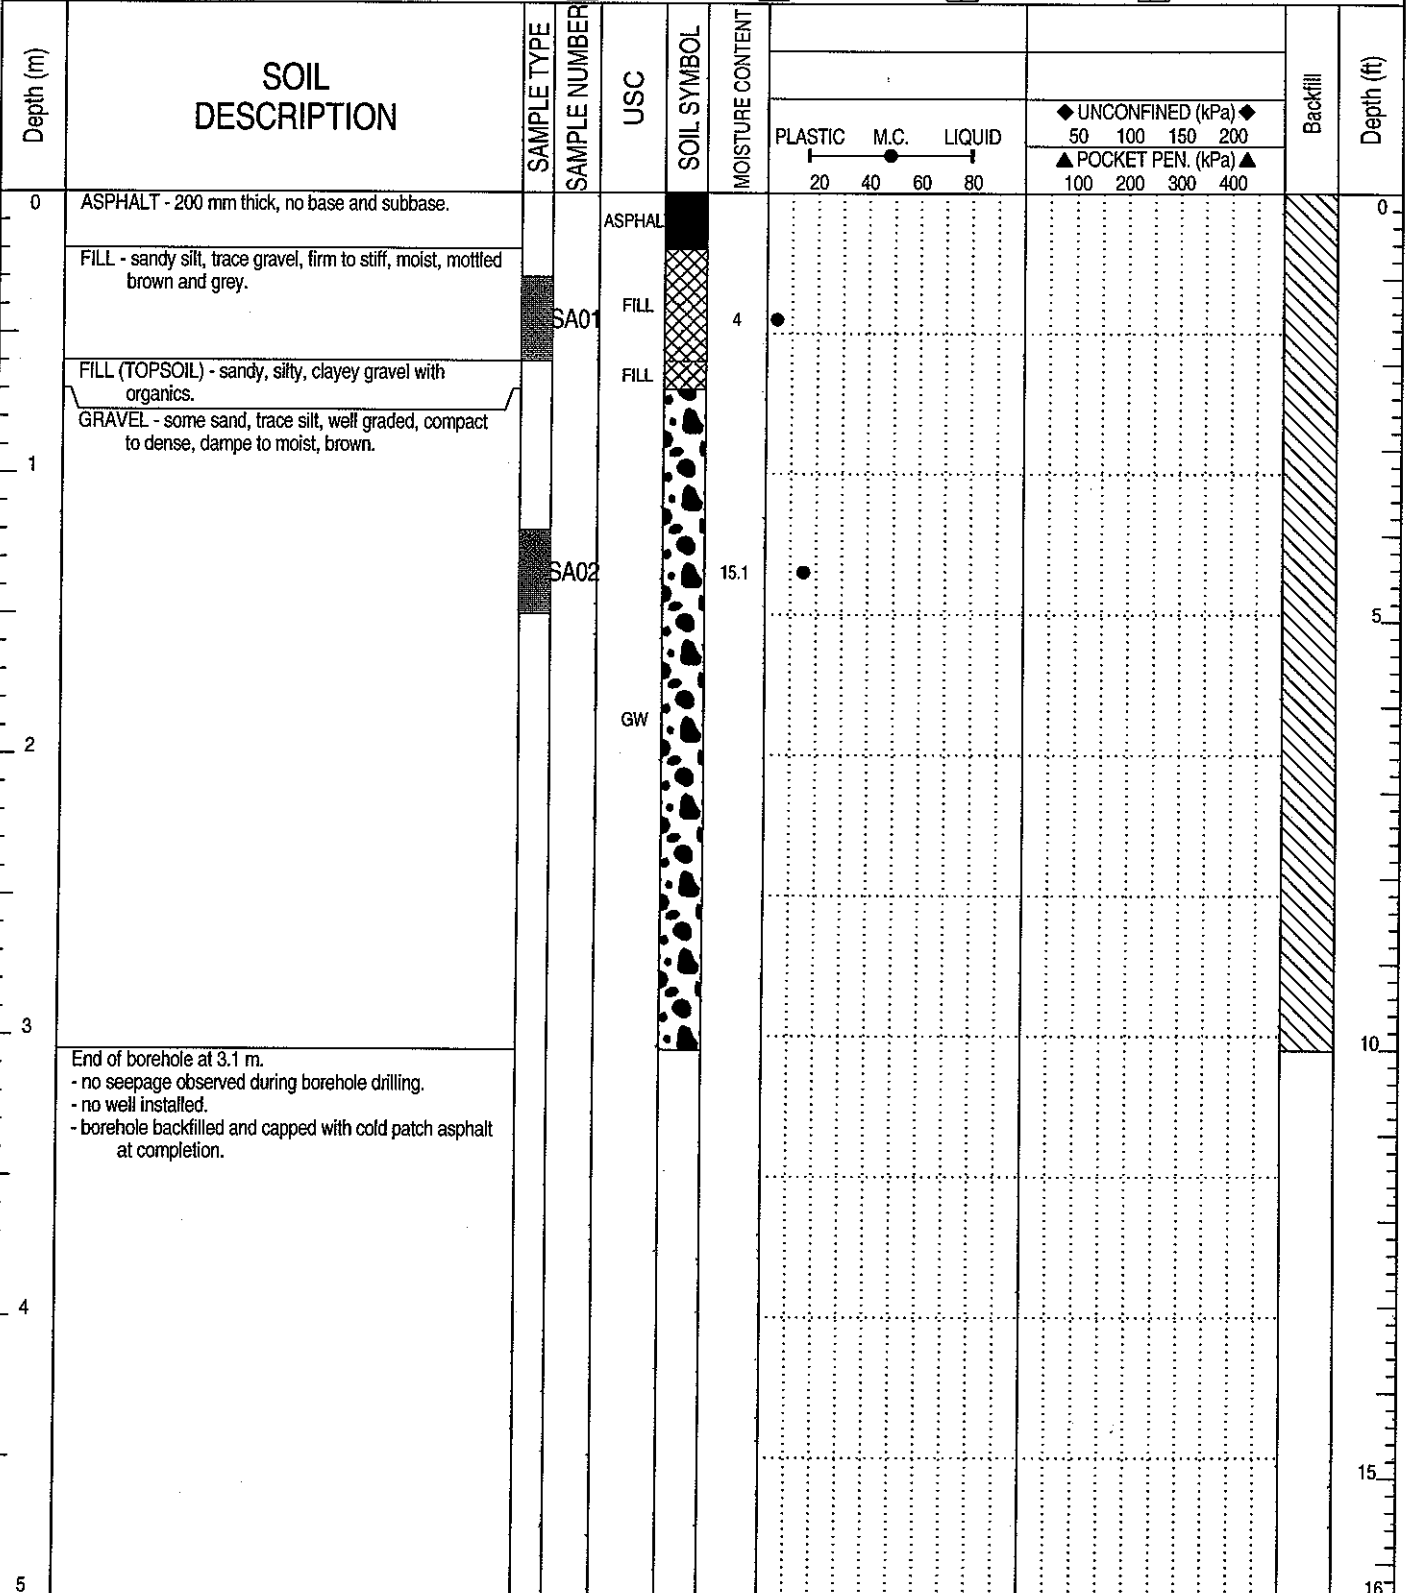 Depth (m)
SOIL
DESCRIPTION
SAMPLE TYPE
SAMPLE NUMBER
USC
SOIL SYMBOL
MOISTURE CONTENT
PLASTIC M.C. LIQUID
20 40 60 80
◆ UNCONFINED (kPa) ◆
50 100 150 200
▲ POCKET PEN. (kPa) ▲
100 200 300 400
Backfill
Depth (ft)
0
ASPHALT - 200 mm thick, no base and subbase.
ASPHAL
0
FILL - sandy silt, trace gravel, firm to stiff, moist, mottled
brown and grey.
SA01
FILL
4
FILL (TOPSOIL) - sandy, silty, clayey gravel with
organics.
FILL
GRAVEL - some sand, trace silt, well graded, compact
to dense, dampe to moist, brown.
1
SA02
15.1
5
GW
2
3
10
End of borehole at 3.1 m.
- no seepage observed during borehole drilling.
- no well installed.
- borehole backfilled and capped with cold patch asphalt
at completion.
4
15
5
16